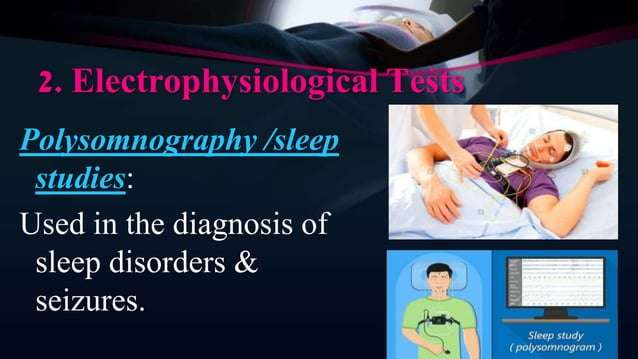 2. Electrophysiological Tests
Polysomnography /sleep
studies:
Used in the diagnosis of
sleep disorders &
seizures.
Sleep study
( polysomnogram )